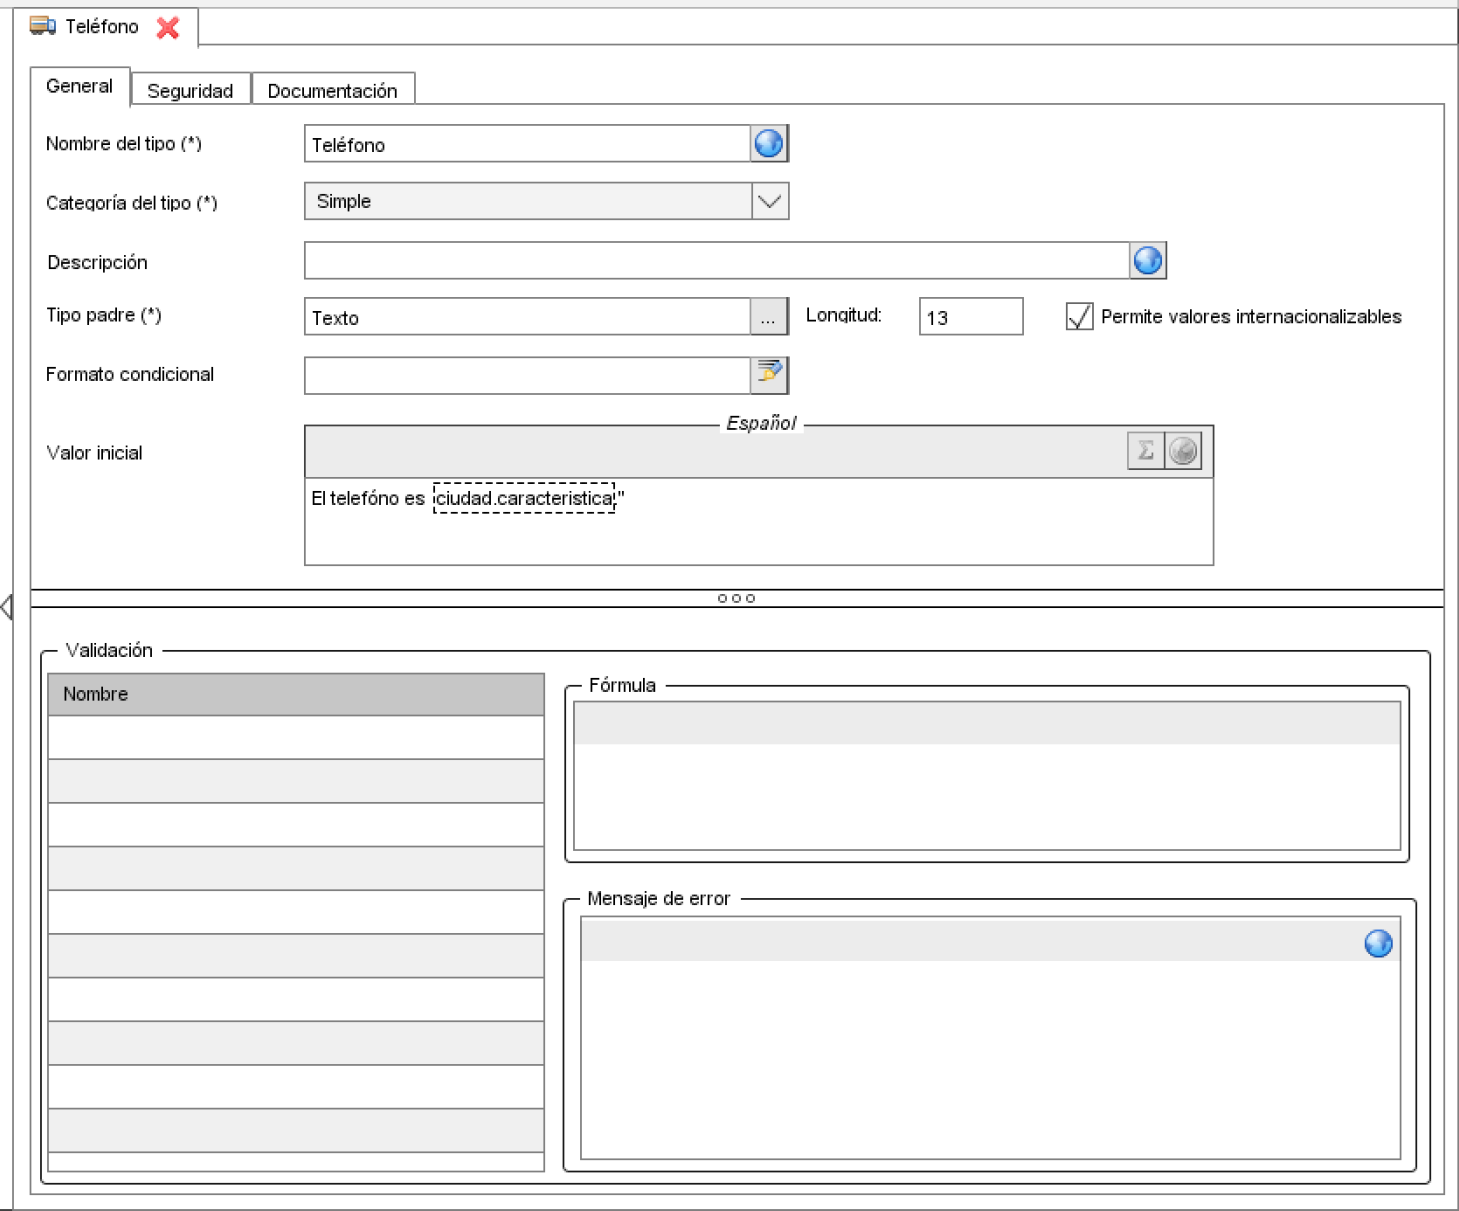 Teléfono
General Seguridad Documentación
Nombre del tipo (*) Teléfono
Categoría del tipo (*) Simple
Descripción
Tipo padre (*) Texto ... Longitud: 13 Permite valores internacionalizables
Formato condicional
Español
Valor inicial Σ
El telefóno es ciudad.caracteristica."
Validación
Nombre
Fórmula
Mensaje de error